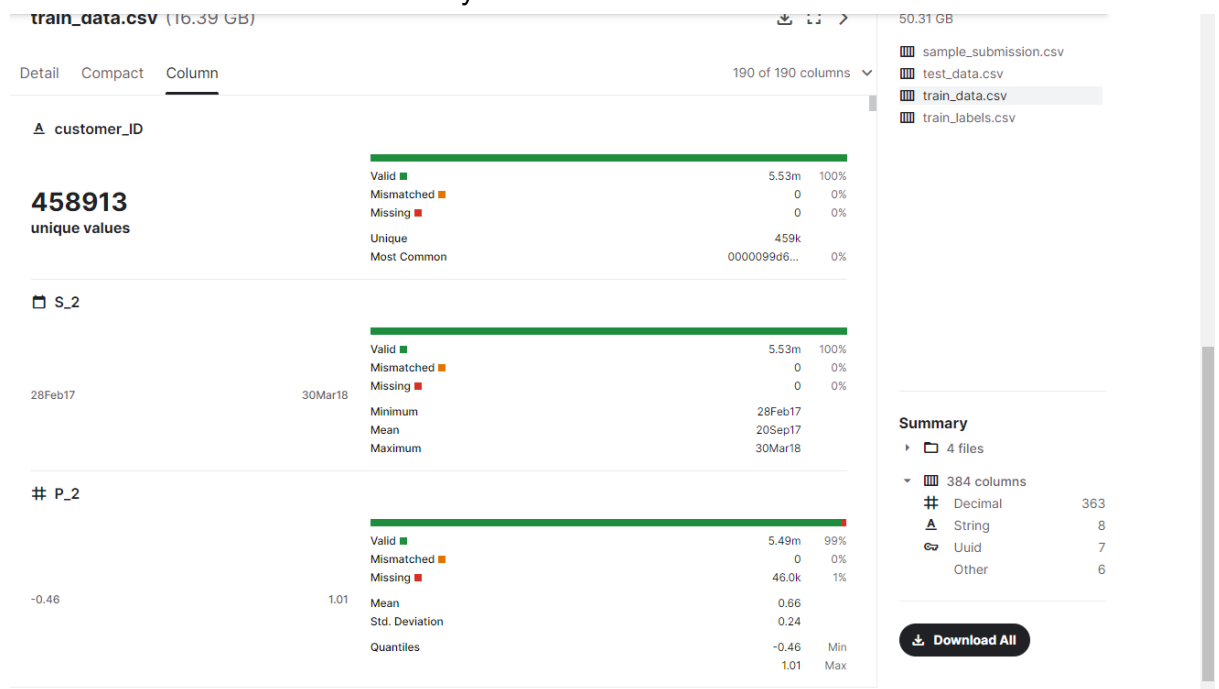 train_data.csv (16.39 GB)
Detail Compact Column 190 of 190 columns
customer_ID
458913
unique values
Valid 5.53m 100%
Mismatched 0 0%
Missing 0 0%
Unique 459k
Most Common 0000099d6... 0%
S_2
28Feb17 30Mar18
Valid 5.53m 100%
Mismatched 0 0%
Missing 0 0%
Minimum 28Feb17
Mean 20Sep17
Maximum 30Mar18
P_2
-0.46 1.01
Valid 5.49m 99%
Mismatched 0 0%
Missing 46.0k 1%
Mean 0.66
Std. Deviation 0.24
Quantiles -0.46 Min
1.01 Max
50.31 GB
sample_submission.csv
test_data.csv
train_data.csv
train_labels.csv
Summary
4 files
384 columns
Decimal 363
String 8
Uuid 7
Other 6
Download All